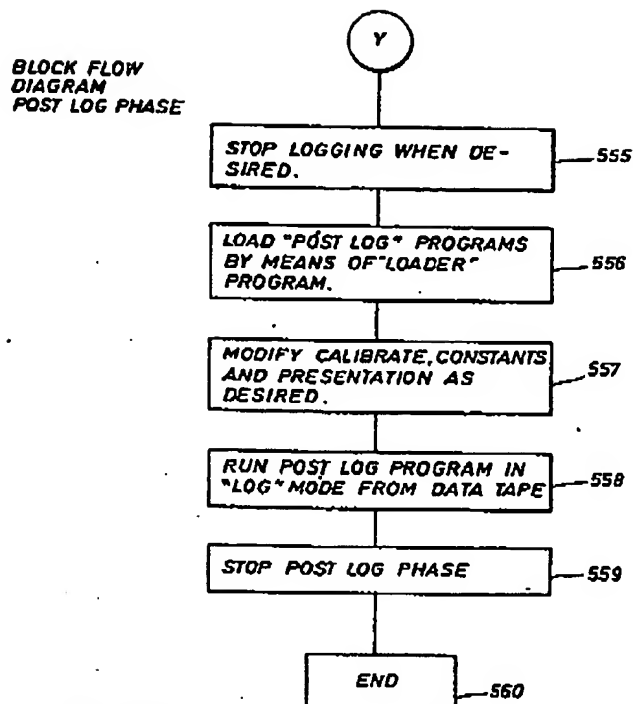 Y
BLOCK FLOW
DIAGRAM
POST LOG PHASE
STOP LOGGING WHEN DE-
SIRED.
555
LOAD "POST LOG" PROGRAMS
BY MEANS OF "LOADER"
PROGRAM.
556
MODIFY CALIBRATE, CONSTANTS
AND PRESENTATION AS
DESIRED.
557
RUN POST LOG PROGRAM IN
"LOG" MODE FROM DATA TAPE
558
STOP POST LOG PHASE
559
END
560